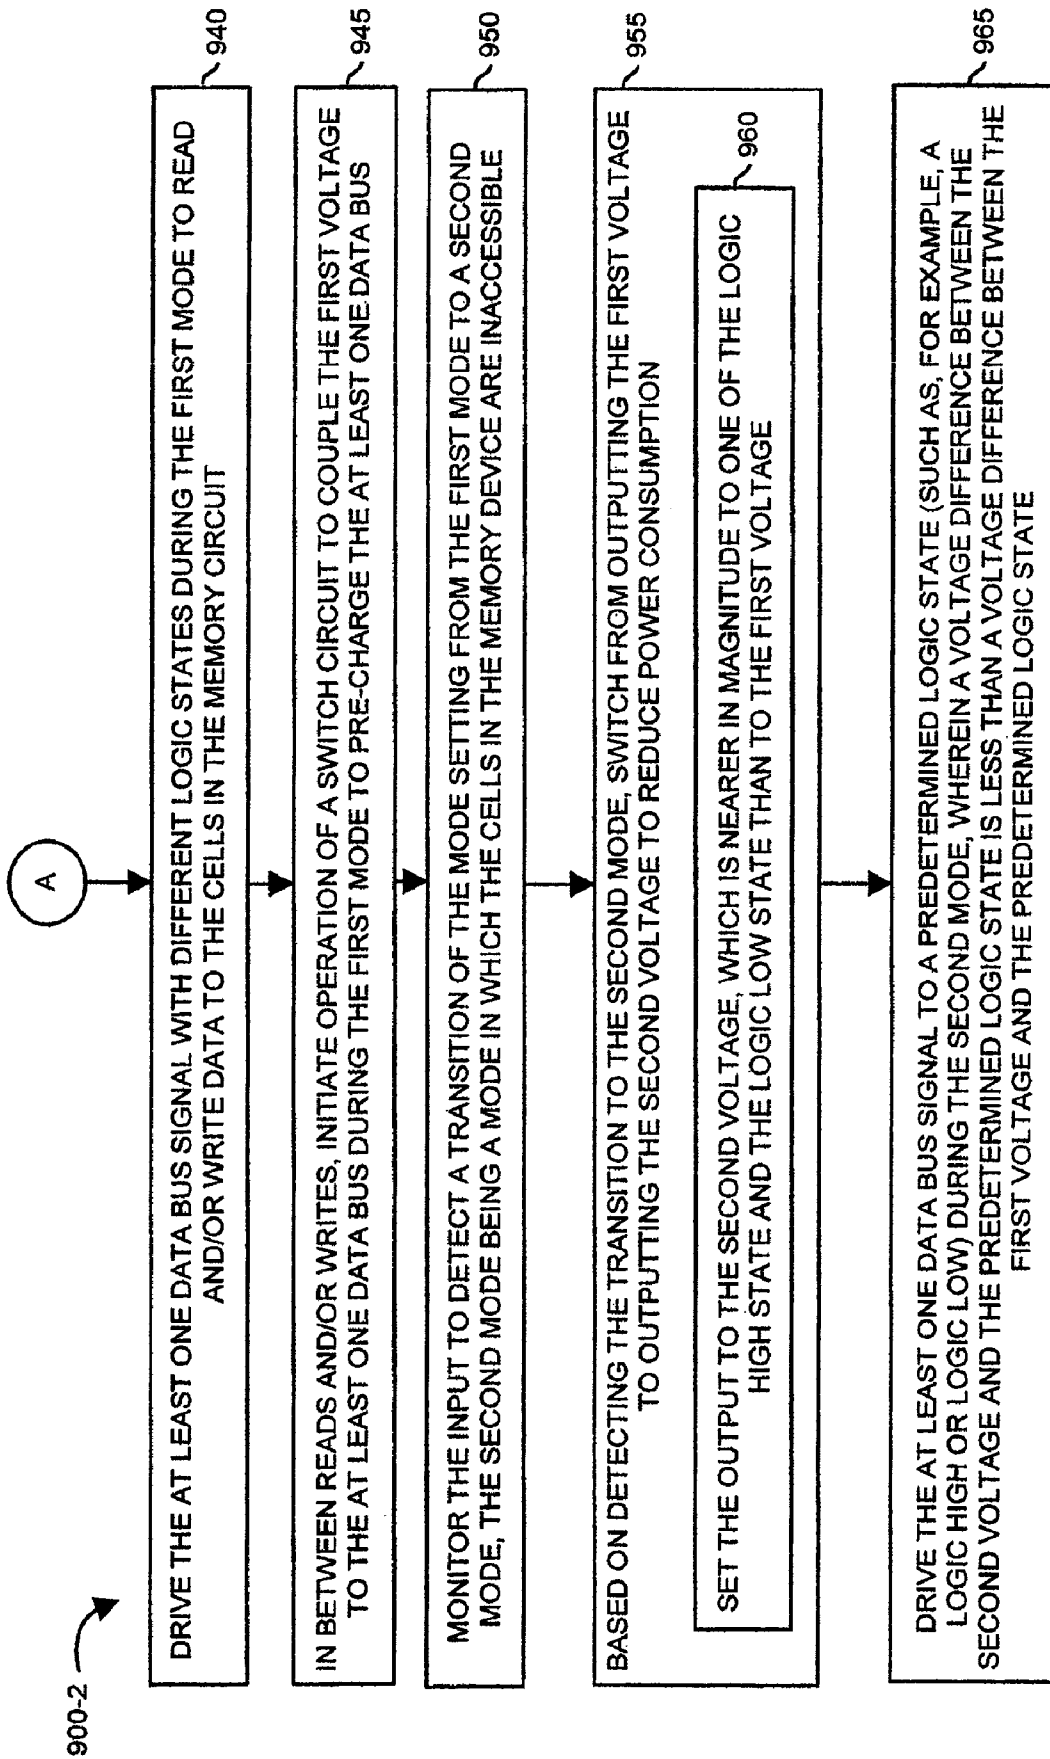 900-2
A
DRIVE THE AT LEAST ONE DATA BUS SIGNAL WITH DIFFERENT LOGIC STATES DURING THE FIRST MODE TO READ
AND/OR WRITE DATA TO THE CELLS IN THE MEMORY CIRCUIT
940
IN BETWEEN READS AND/OR WRITES, INITIATE OPERATION OF A SWITCH CIRCUIT TO COUPLE THE FIRST VOLTAGE
TO THE AT LEAST ONE DATA BUS DURING THE FIRST MODE TO PRE-CHARGE THE AT LEAST ONE DATA BUS
945
MONITOR THE INPUT TO DETECT A TRANSITION OF THE MODE SETTING FROM THE FIRST MODE TO A SECOND
MODE, THE SECOND MODE BEING A MODE IN WHICH THE CELLS IN THE MEMORY DEVICE ARE INACCESSIBLE
950
BASED ON DETECTING THE TRANSITION TO THE SECOND MODE, SWITCH FROM OUTPUTTING THE FIRST VOLTAGE
TO OUTPUTTING THE SECOND VOLTAGE TO REDUCE POWER CONSUMPTION
955
SET THE OUTPUT TO THE SECOND VOLTAGE, WHICH IS NEARER IN MAGNITUDE TO ONE OF THE LOGIC
HIGH STATE AND THE LOGIC LOW STATE THAN TO THE FIRST VOLTAGE
960
DRIVE THE AT LEAST ONE DATA BUS SIGNAL TO A PREDETERMINED LOGIC STATE (SUCH AS, FOR EXAMPLE, A
LOGIC HIGH OR LOGIC LOW) DURING THE SECOND MODE, WHEREIN A VOLTAGE DIFFERENCE BETWEEN THE
SECOND VOLTAGE AND THE PREDETERMINED LOGIC STATE IS LESS THAN A VOLTAGE DIFFERENCE BETWEEN THE
FIRST VOLTAGE AND THE PREDETERMINED LOGIC STATE
965